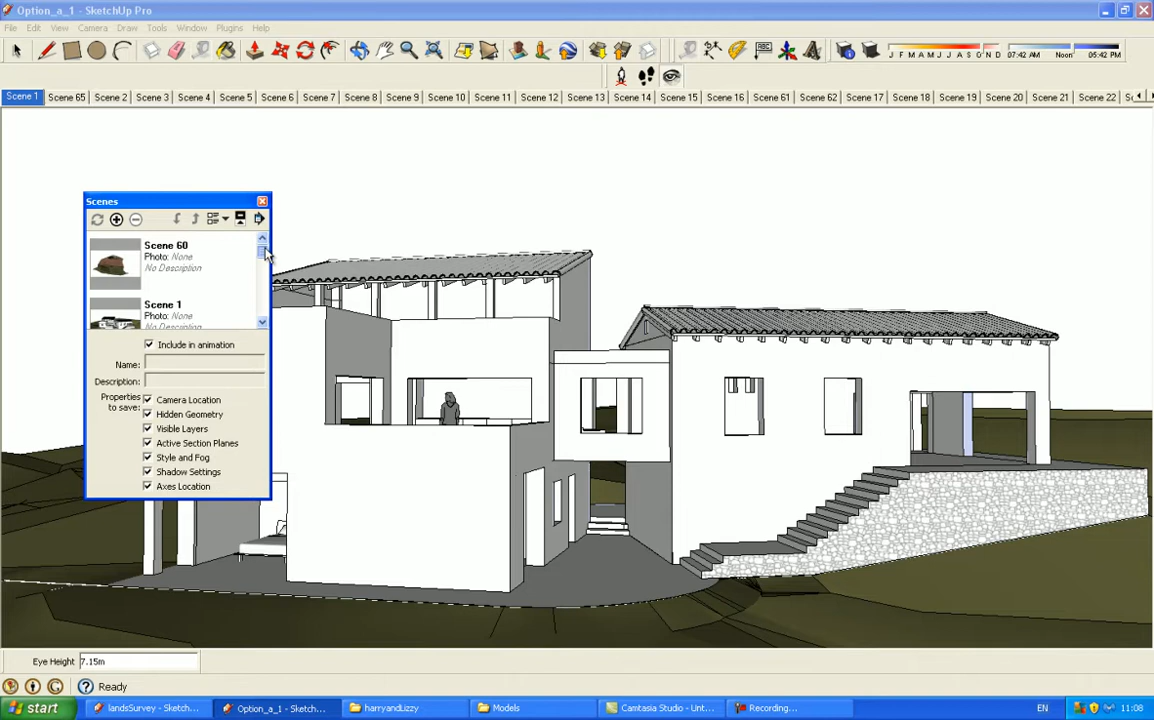 Option_a_1 - SketchUp Pro
File Edit View Camera Draw Tools Window Plugins Help
J F M A M J J A S O N D 07:42 AM Noon 05:42 PM
Scene 1 Scene 65 Scene 2 Scene 3 Scene 4 Scene 5 Scene 6 Scene 7 Scene 8 Scene 9 Scene 10 Scene 11 Scene 12 Scene 13 Scene 14 Scene 15 Scene 16 Scene 61 Scene 62 Scene 17 Scene 18 Scene 19 Scene 20 Scene 21 Scene 22
Scenes
Scene 60
Photo: None
No Description
Scene 1
Photo: None
No Description
Include in animation
Name:
Description:
Properties to save:
Camera Location
Hidden Geometry
Visible Layers
Active Section Planes
Style and Fog
Shadow Settings
Axes Location
Eye Height 7.15m
Ready
start landsSurvey - Sketch... Option_a_1 - Sketch... harryandLizzy Models Camtasia Studio - Unt... Recording... EN 11:08